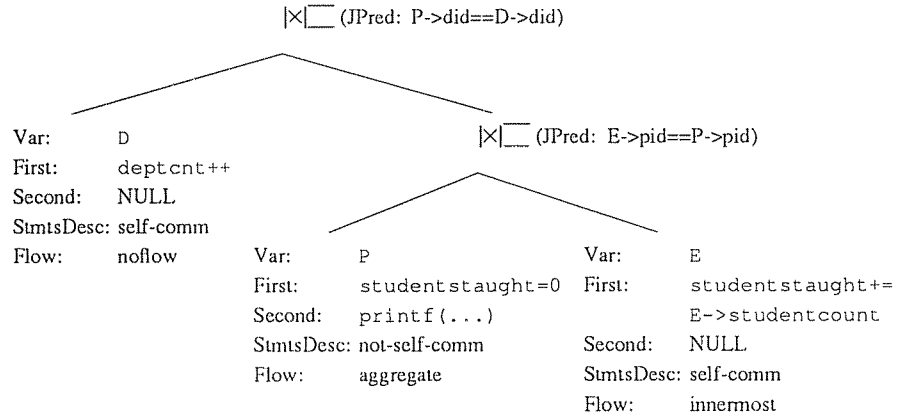 |×| (JPred: P->did==D->did)
|×| (JPred: E->pid==P->pid)
Var: D
First: deptcnt++
Second: NULL
StmtsDesc: self-comm
Flow: noflow
Var: P
First: studentstaught=0
Second: printf(...)
StmtsDesc: not-self-comm
Flow: aggregate
Var: E
First: studentstaught+=
E->studentcount
Second: NULL
StmtsDesc: self-comm
Flow: innermost